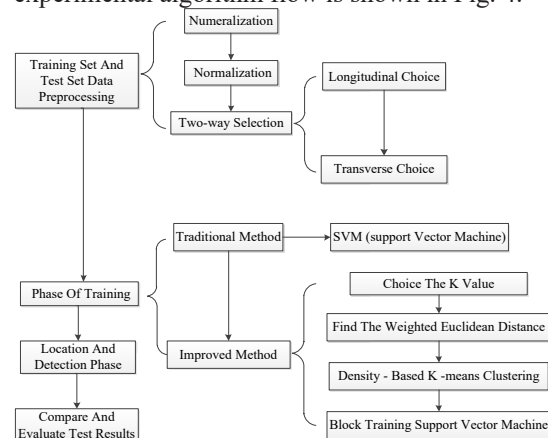 experimental algorithm flow is shown in Fig. 4.
Numeralization
Training Set And
Test Set Data
Preprocessing
Normalization
Longitudinal Choice
Two-way Selection
Transverse Choice
Traditional Method
SVM (support Vector Machine)
Choice The K Value
Phase Of Training
Find The Weighted Euclidean Distance
Location And
Detection Phase
Improved Method
Density - Based K -means Clustering
Compare And
Evaluate Test Results
Block Training Support Vector Machine